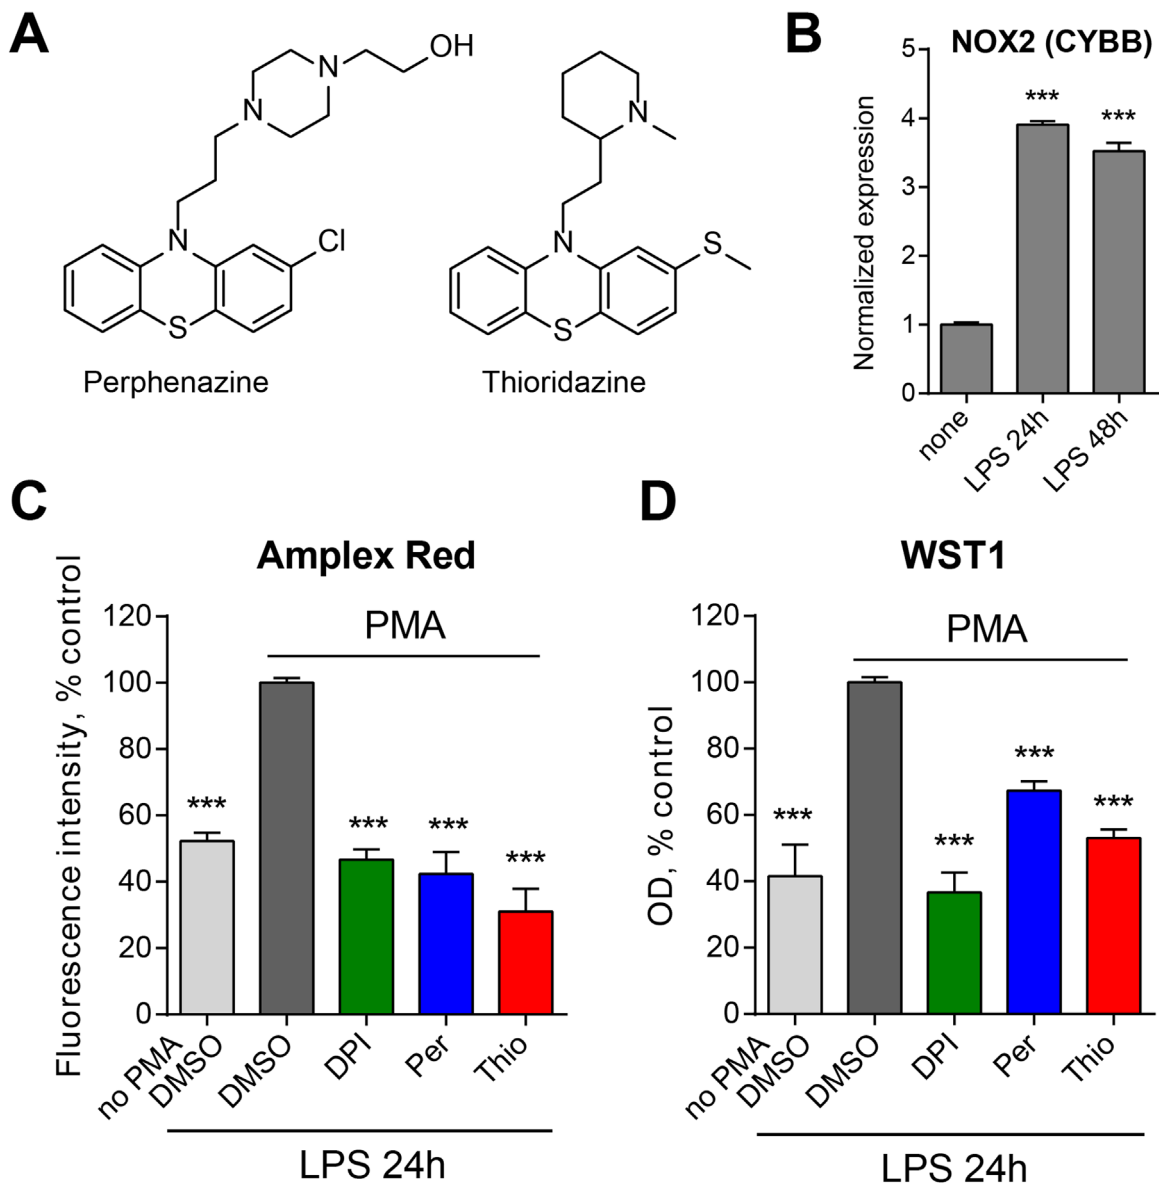 A
OH
N
N
N
Cl
S
Perphenazine
N
N
S
S
Thioridazine
B
NOX2 (CYBB)
Normalized expression
5
4
3
2
1
0
***
***
none
LPS 24h
LPS 48h
C
Amplex Red
PMA
Fluorescence intensity, % control
120
100
80
60
40
20
0
***
***
***
***
no PMA
DMSO
DMSO
DPI
Per
Thio
LPS 24h
D
WST1
PMA
OD, % control
120
100
80
60
40
20
0
***
***
***
***
no PMA
DMSO
DMSO
DPI
Per
Thio
LPS 24h